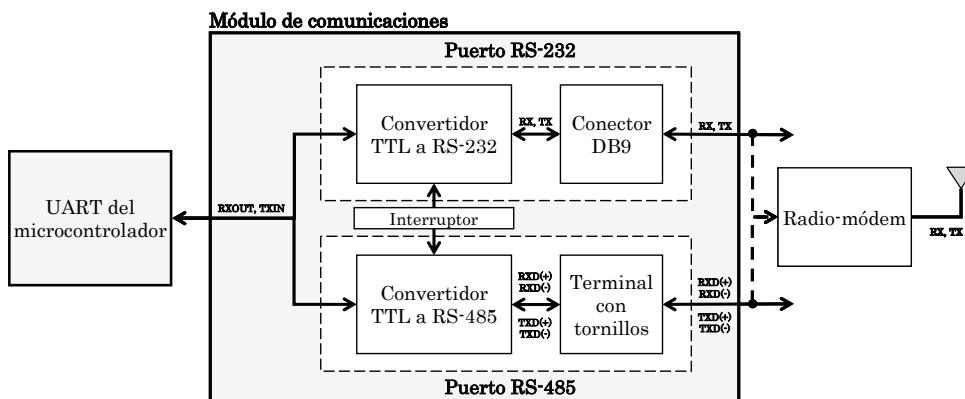 Módulo de comunicaciones
Puerto RS-232
Convertidor
TTL a RS-232
RX, TX
Conector
DB9
RX, TX
UART del
microcontrolador
RXOUT, TXIN
Interruptor
Radio-módem
RX, TX
Convertidor
TTL a RS-485
RXD(+)
RXD(-)
TXD(+)
TXD(-)
Terminal
con
tornillos
RXD(+)
RXD(-)
TXD(+)
TXD(-)
Puerto RS-485